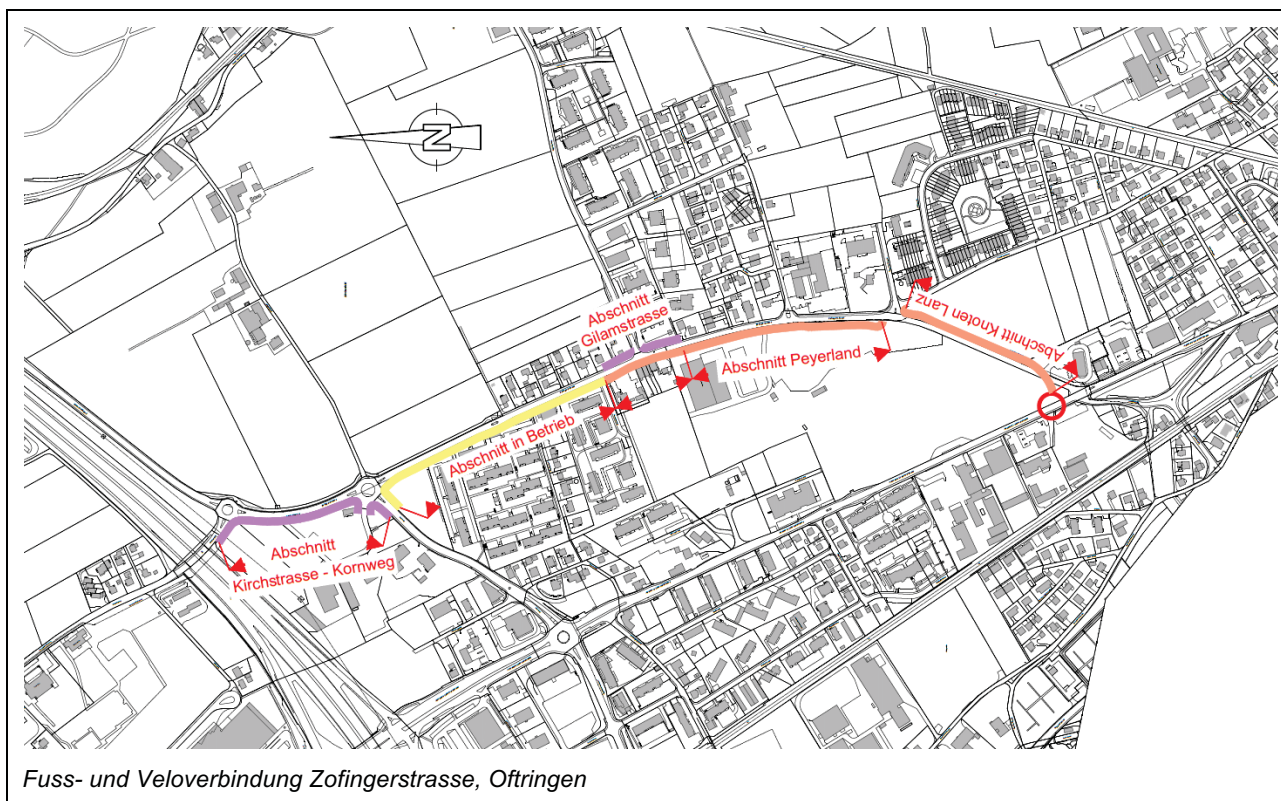 N
Abschnitt
Gilamstrasse
Abschnitt Knoten Lanz
Abschnitt Peyerland
Abschnitt in Betrieb
Abschnitt
Kirchstrasse - Kornweg
Fuss- und Veloverbindung Zofingerstrasse, Oftringen